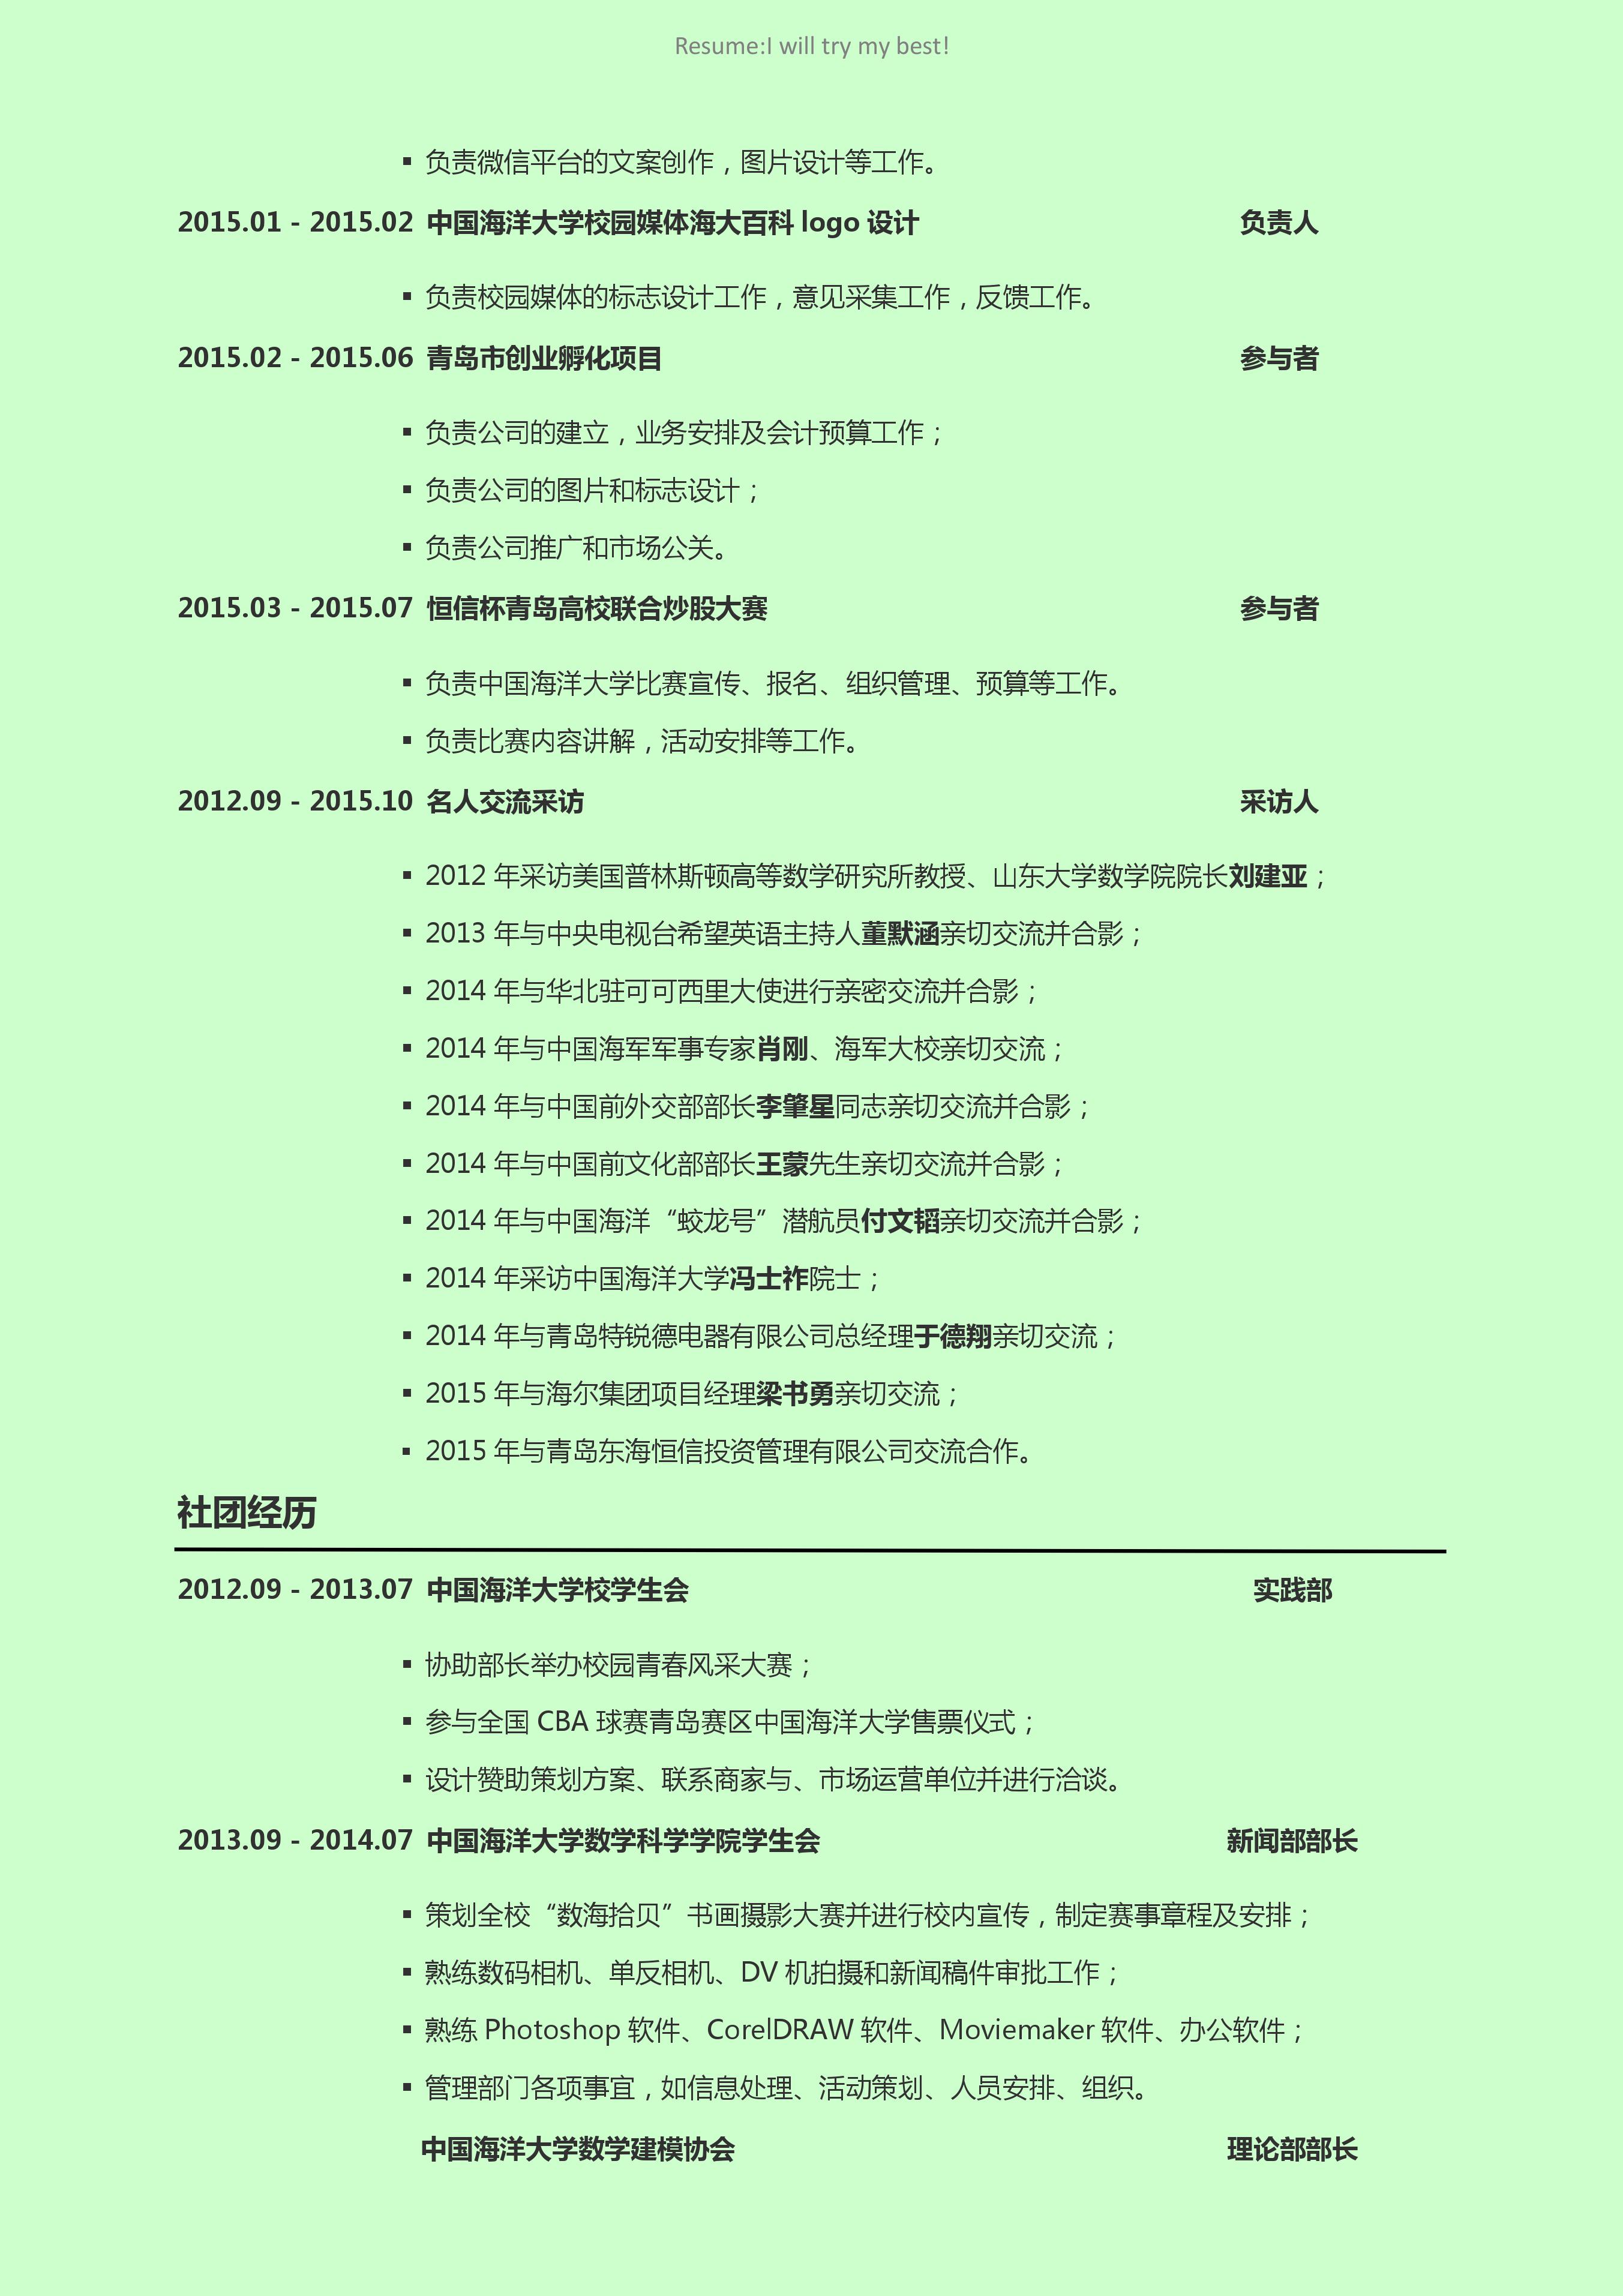 Resume:I will try my best!
▪ 负责微信平台的文案创作，图片设计等工作。
2015.01 - 2015.02 中国海洋大学校园媒体海大百科 logo 设计 负责人
▪ 负责校园媒体的标志设计工作，意见采集工作，反馈工作。
2015.02 - 2015.06 青岛市创业孵化项目 参与者
▪ 负责公司的建立，业务安排及会计预算工作；
▪ 负责公司的图片和标志设计；
▪ 负责公司推广和市场公关。
2015.03 - 2015.07 恒信杯青岛高校联合炒股大赛 参与者
▪ 负责中国海洋大学比赛宣传、报名、组织管理、预算等工作。
▪ 负责比赛内容讲解，活动安排等工作。
2012.09 - 2015.10 名人交流采访 采访人
▪ 2012 年采访美国普林斯顿高等数学研究所教授、山东大学数学院院长刘建亚；
▪ 2013 年与中央电视台希望英语主持人董默涵亲切交流并合影；
▪ 2014 年与华北驻可可西里大使进行亲密交流并合影；
▪ 2014 年与中国海军军事专家肖刚、海军大校亲切交流；
▪ 2014 年与中国前外交部部长李肇星同志亲切交流并合影；
▪ 2014 年与中国前文化部部长王蒙先生亲切交流并合影；
▪ 2014 年与中国海洋“蛟龙号”潜航员付文韬亲切交流并合影；
▪ 2014 年采访中国海洋大学冯士祚院士；
▪ 2014 年与青岛特锐德电器有限公司总经理于德翔亲切交流；
▪ 2015 年与海尔集团项目经理梁书勇亲切交流；
▪ 2015 年与青岛东海恒信投资管理有限公司交流合作。
社团经历
2012.09 - 2013.07 中国海洋大学校学生会 实践部
▪ 协助部长举办校园青春风采大赛；
▪ 参与全国 CBA 球赛青岛赛区中国海洋大学售票仪式；
▪ 设计赞助策划方案、联系商家与、市场运营单位并进行洽谈。
2013.09 - 2014.07 中国海洋大学数学科学学院学生会 新闻部部长
▪ 策划全校“数海拾贝”书画摄影大赛并进行校内宣传，制定赛事章程及安排；
▪ 熟练数码相机、单反相机、DV 机拍摄和新闻稿件审批工作；
▪ 熟练 Photoshop 软件、CorelDRAW 软件、Moviemaker 软件、办公软件；
▪ 管理部门各项事宜，如信息处理、活动策划、人员安排、组织。
中国海洋大学数学建模协会 理论部部长